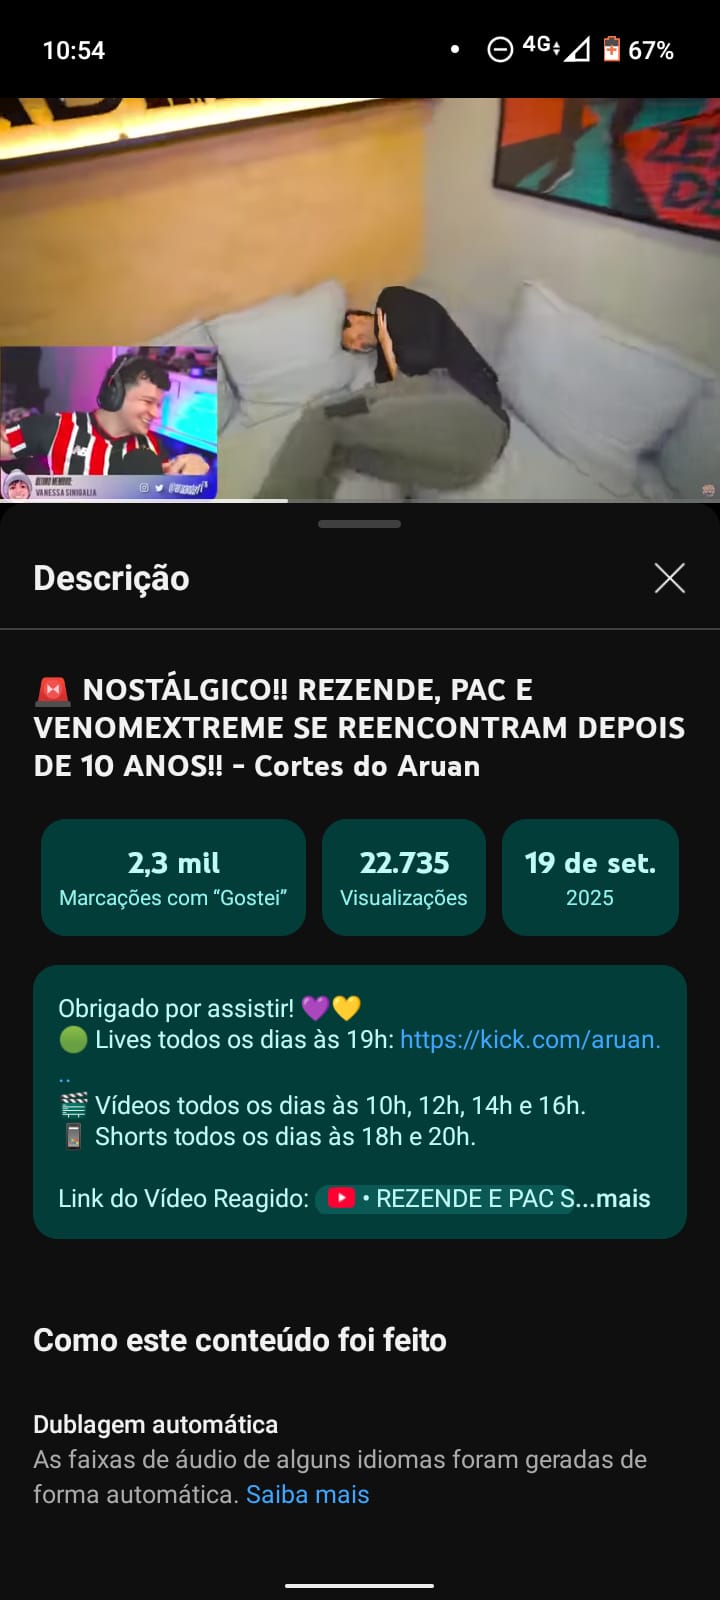 10:54
4G
67%
ÚLTIMO MEMBRO:
VANESSA SINIGALIA
Descrição
🚨 NOSTÁLGICO!! REZENDE, PAC E
VENOMEXTREME SE REENCONTRAM DEPOIS
DE 10 ANOS!! - Cortes do Aruan
2,3 mil
Marcações com “Gostei”
22.735
Visualizações
19 de set.
2025
Obrigado por assistir! 💜💛
🟢 Lives todos os dias às 19h: https://kick.com/aruan.
..
🎬 Vídeos todos os dias às 10h, 12h, 14h e 16h.
📱 Shorts todos os dias às 18h e 20h.
Link do Vídeo Reagido: • REZENDE E PAC S...mais
Como este conteúdo foi feito
Dublagem automática
As faixas de áudio de alguns idiomas foram geradas de
forma automática. Saiba mais